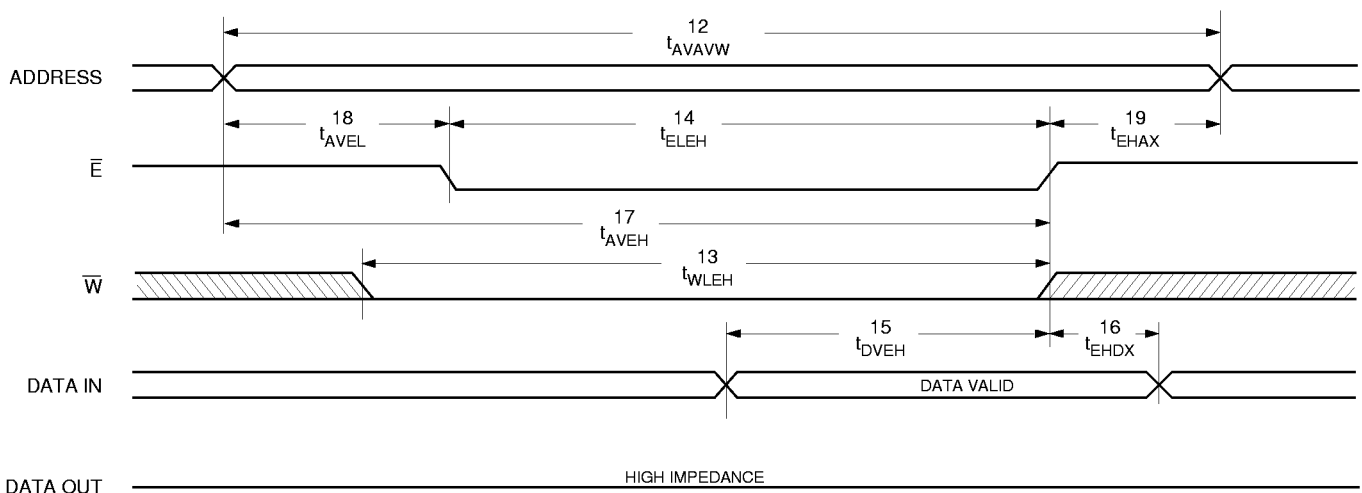 12
tAVAVW
ADDRESS
18
tAVEL
14
tELEH
19
tEHAX
E̅
17
tAVEH
13
tWLEH
W̅
15
tDVEH
16
tEHDX
DATA IN
DATA VALID
DATA OUT
HIGH IMPEDANCE